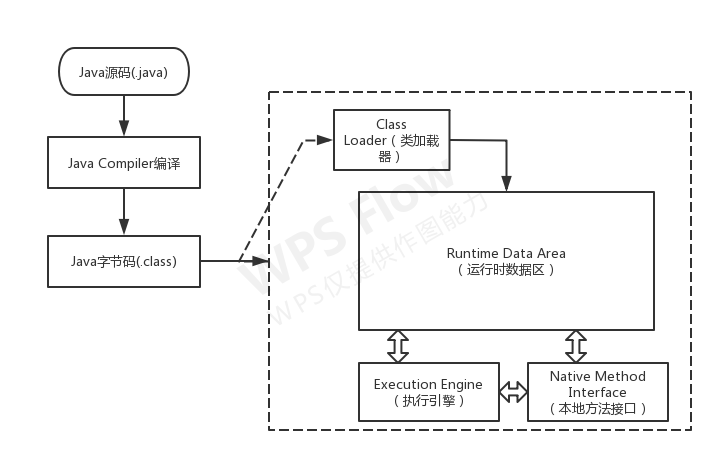 Java源码(.java)
Java Compiler编译
Java字节码(.class)
Class
Loader（类加载
器）
Runtime Data Area
（运行时数据区）
Execution Engine
（执行引擎）
Native Method
Interface
（本地方法接口）
WPS Flow
WPS仅提供作图能力